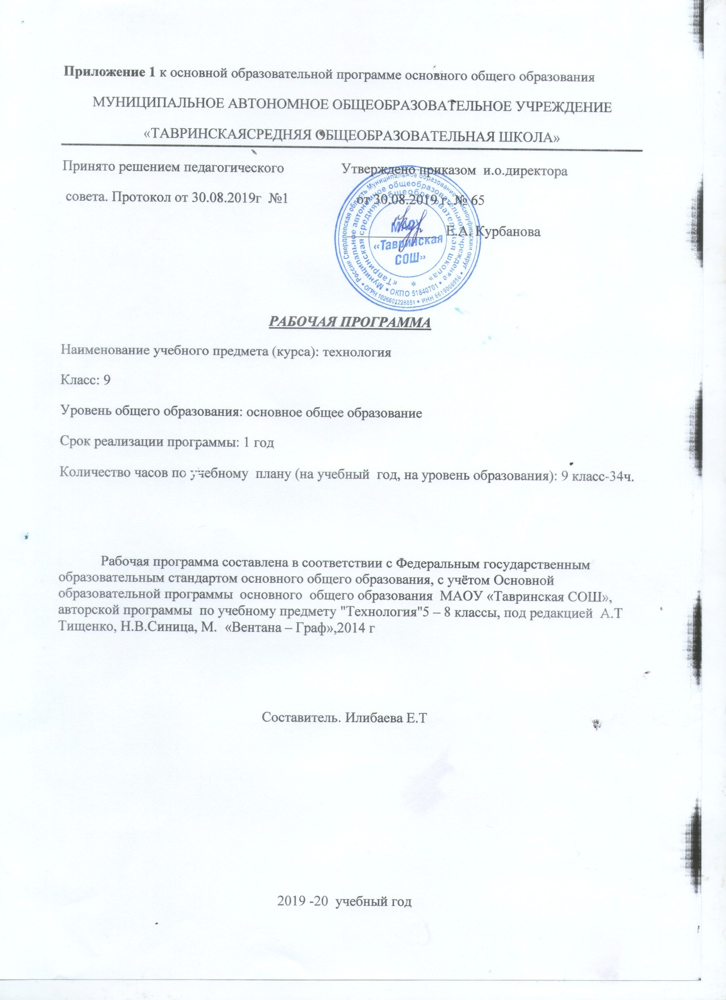 Приложение 1 к основной образовательной программе основного общего образования
МУНИЦИПАЛЬНОЕ АВТОНОМНОЕ ОБЩЕОБРАЗОВАТЕЛЬНОЕ УЧРЕЖДЕНИЕ
«ТАВРИНСКАЯСРЕДНЯЯ ОБЩЕОБРАЗОВАТЕЛЬНАЯ ШКОЛА»
Принято решением педагогического Утверждено приказом и.о.директора
совета. Протокол от 30.08.2019г №1 от 30.08.2019 г. № 65
Е.А. Курбанова
Россия Свердловская область Муниципальное образование Красноуфимский округ
• ОГРН 1026601228851 • ИНН 6619006986 •
Муниципальное автономное общеобразовательное учреждение
• ОКПО 51840701 •
«Тавринская средняя общеобразовательная школа»
*
МАОУ
«Тавринская
СОШ»
РАБОЧАЯ ПРОГРАММА
Наименование учебного предмета (курса): технология
Класс: 9
Уровень общего образования: основное общее образование
Срок реализации программы: 1 год
Количество часов по учебному плану (на учебный год, на уровень образования): 9 класс-34ч.
Рабочая программа составлена в соответствии с Федеральным государственным
образовательным стандартом основного общего образования, с учётом Основной
образовательной программы основного общего образования МАОУ «Тавринская СОШ»,
авторской программы по учебному предмету "Технология"5 – 8 классы, под редакцией А.Т
Тищенко, Н.В.Синица, М. «Вентана – Граф»,2014 г
Составитель. Илибаева Е.Т
2019 -20 учебный год